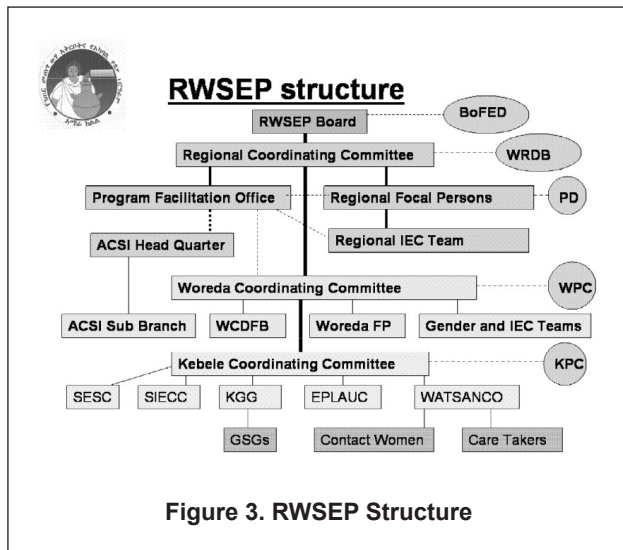 RWSEP structure
RWSEP Board
BoFED
Regional Coordinating Committee
WRDB
Program Facilitation Office
Regional Focal Persons
PD
ACSI Head Quarter
Regional IEC Team
Woreda Coordinating Committee
WPC
ACSI Sub Branch
WCDFB
Woreda FP
Gender and IEC Teams
Kebele Coordinating Committee
KPC
SESC
SIECC
KGG
EPLAUC
WATSANCO
GSGs
Contact Women
Care Takers
Figure 3. RWSEP Structure